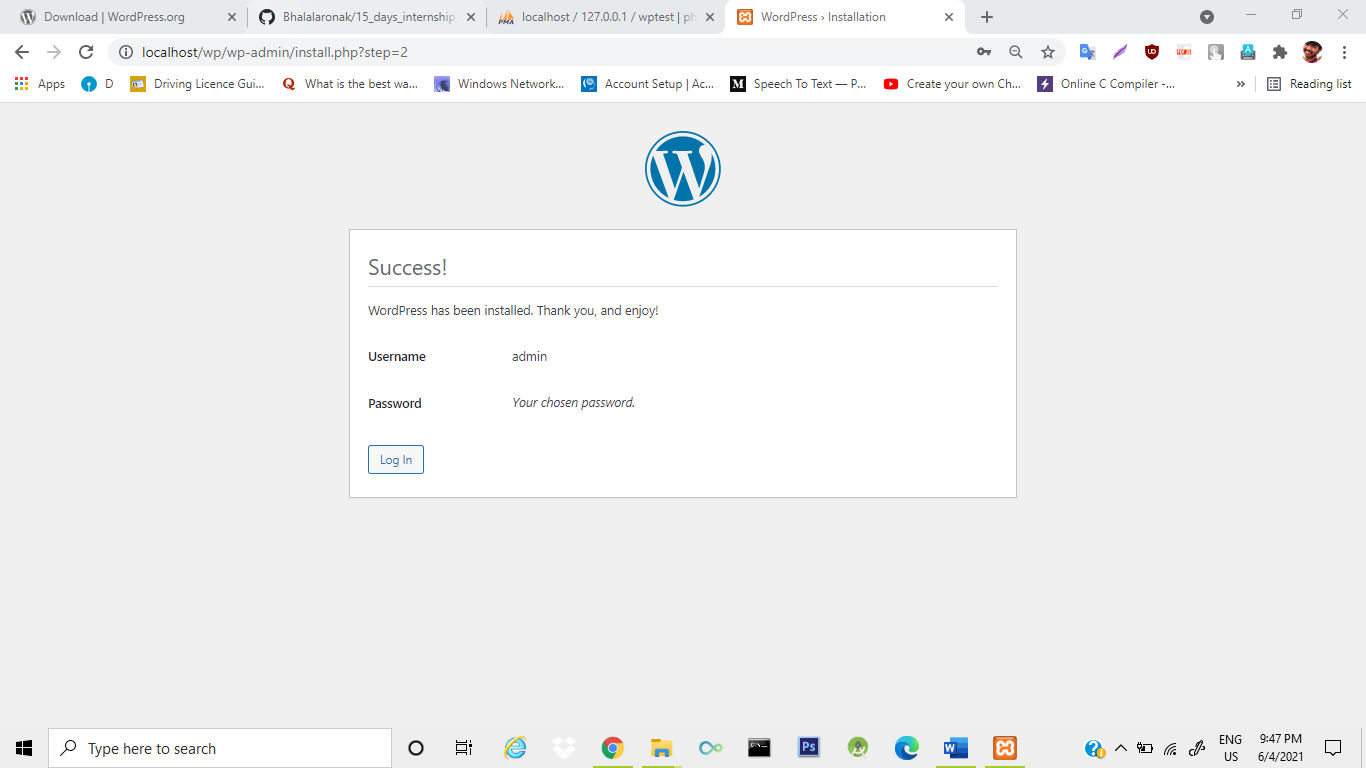 Download | WordPress.org
Bhalalaronak/15_days_internship
localhost / 127.0.0.1 / wptest | ph
WordPress › Installation
localhost/wp/wp-admin/install.php?step=2
Apps
D
Driving Licence Gui...
What is the best wa...
Windows Network...
Account Setup | Ac...
Speech To Text — P...
Create your own Ch...
Online C Compiler -...
»
Reading list
Success!
WordPress has been installed. Thank you, and enjoy!
Username admin
Password Your chosen password.
Log In
Type here to search
ENG
US
9:47 PM
6/4/2021